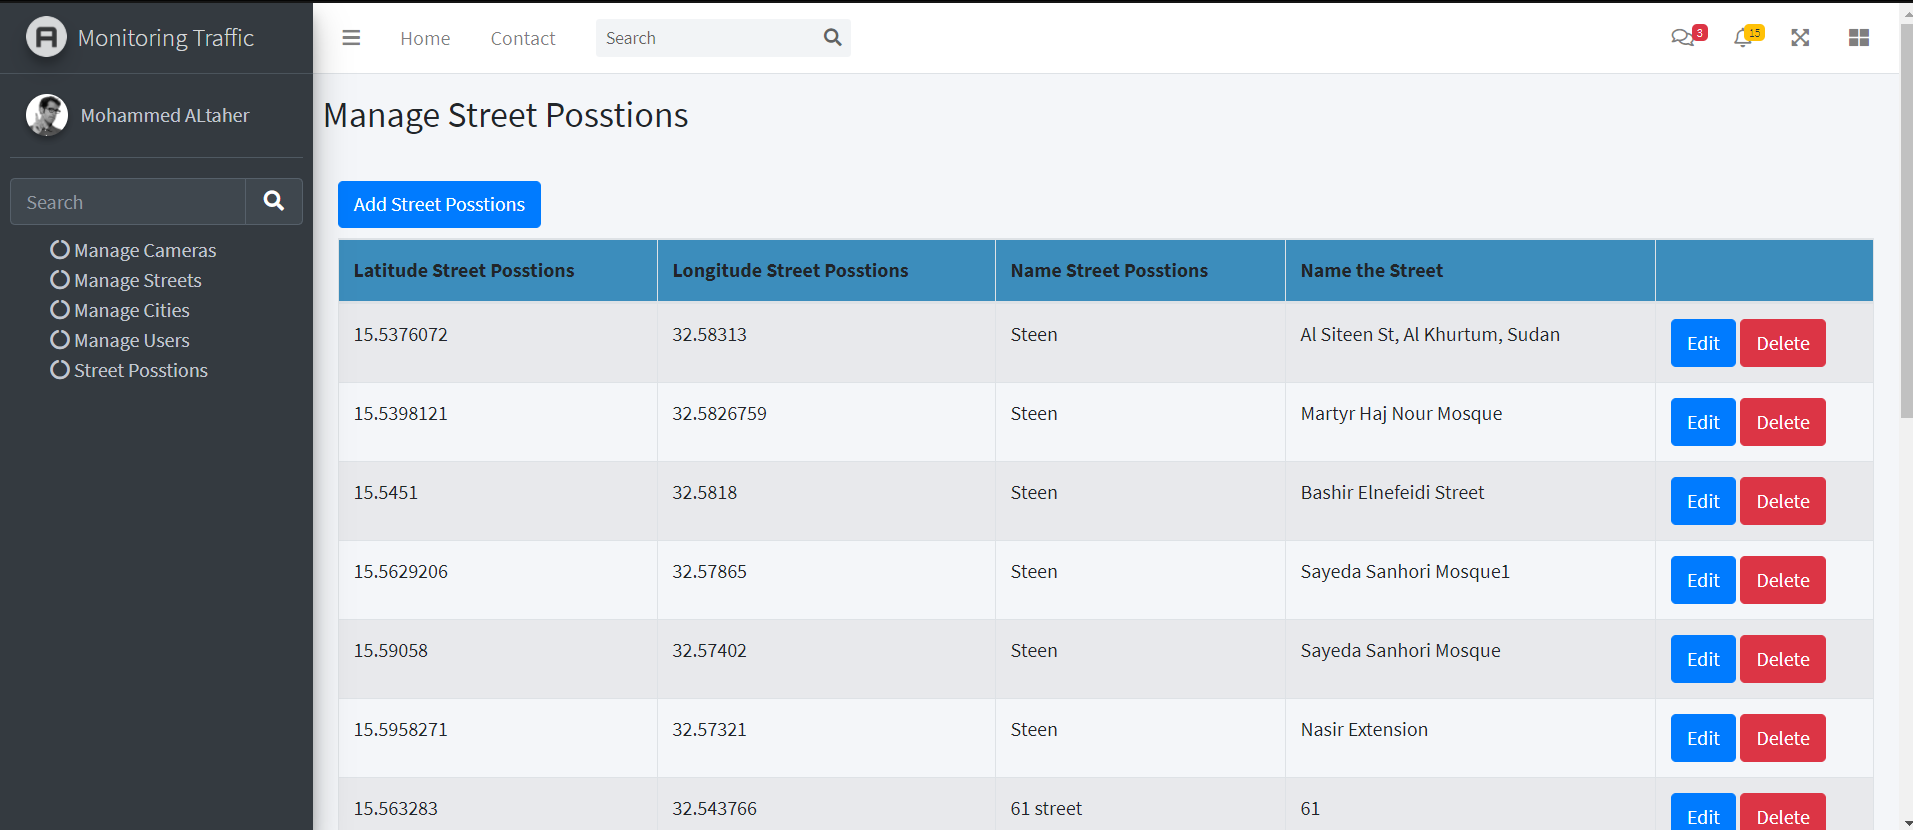 Monitoring Traffic
Home Contact Search 3 15
Mohammed ALtaher
Manage Street Posstions
Search
Add Street Posstions
Manage Cameras
Manage Streets
Manage Cities
Manage Users
Street Posstions
Latitude Street Posstions Longitude Street Posstions Name Street Posstions Name the Street
15.5376072 32.58313 Steen Al Siteen St, Al Khurtum, Sudan Edit Delete
15.5398121 32.5826759 Steen Martyr Haj Nour Mosque Edit Delete
15.5451 32.5818 Steen Bashir Elnefeidi Street Edit Delete
15.5629206 32.57865 Steen Sayeda Sanhori Mosque1 Edit Delete
15.59058 32.57402 Steen Sayeda Sanhori Mosque Edit Delete
15.5958271 32.57321 Steen Nasir Extension Edit Delete
15.563283 32.543766 61 street 61 Edit Delete